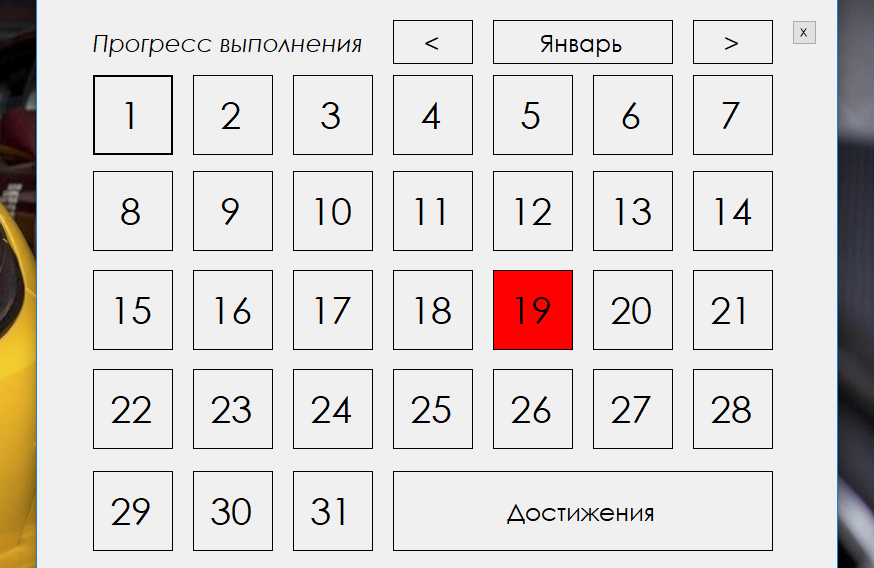 Прогресс выполнения < Январь > x
1 2 3 4 5 6 7
8 9 10 11 12 13 14
15 16 17 18 19 20 21
22 23 24 25 26 27 28
29 30 31 Достижения